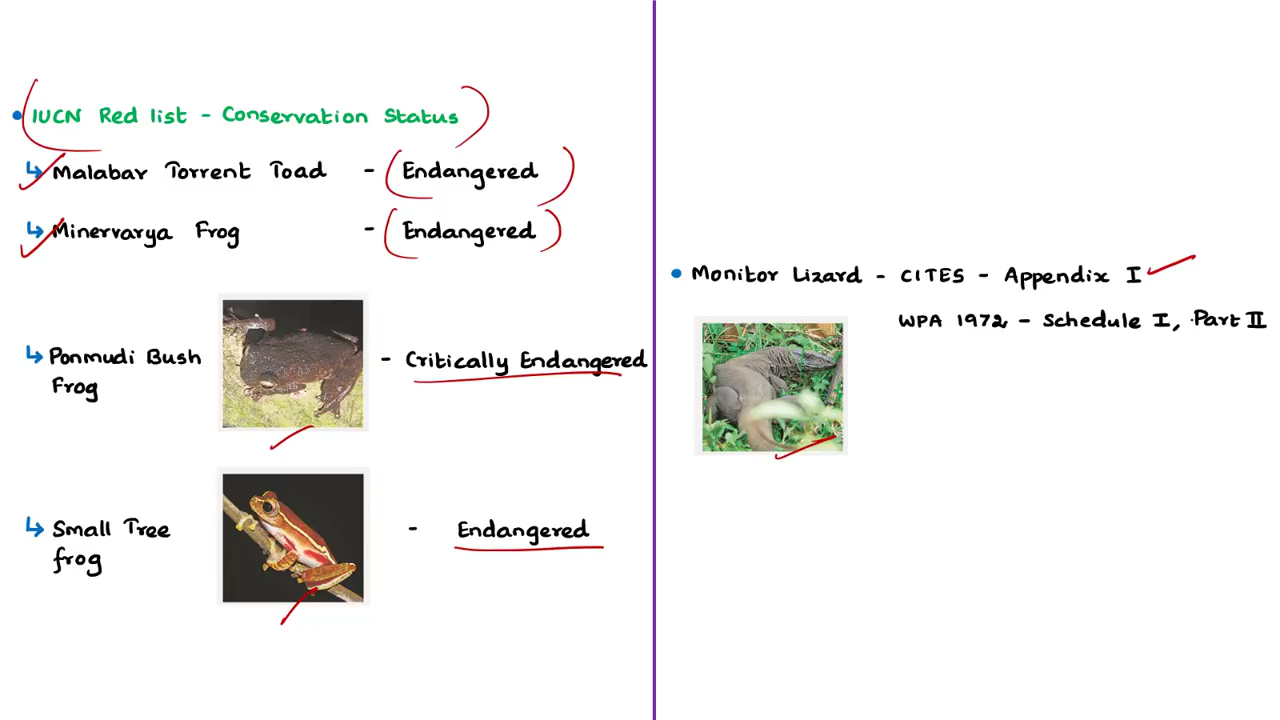 IUCN Red list - Conservation Status
Malabar Torrent Toad - Endangered
Minervarya Frog - Endangered
Ponmudi Bush Frog - Critically Endangered
Small Tree frog - Endangered
Monitor Lizard - CITES - Appendix I
WPA 1972 - Schedule I, Part II